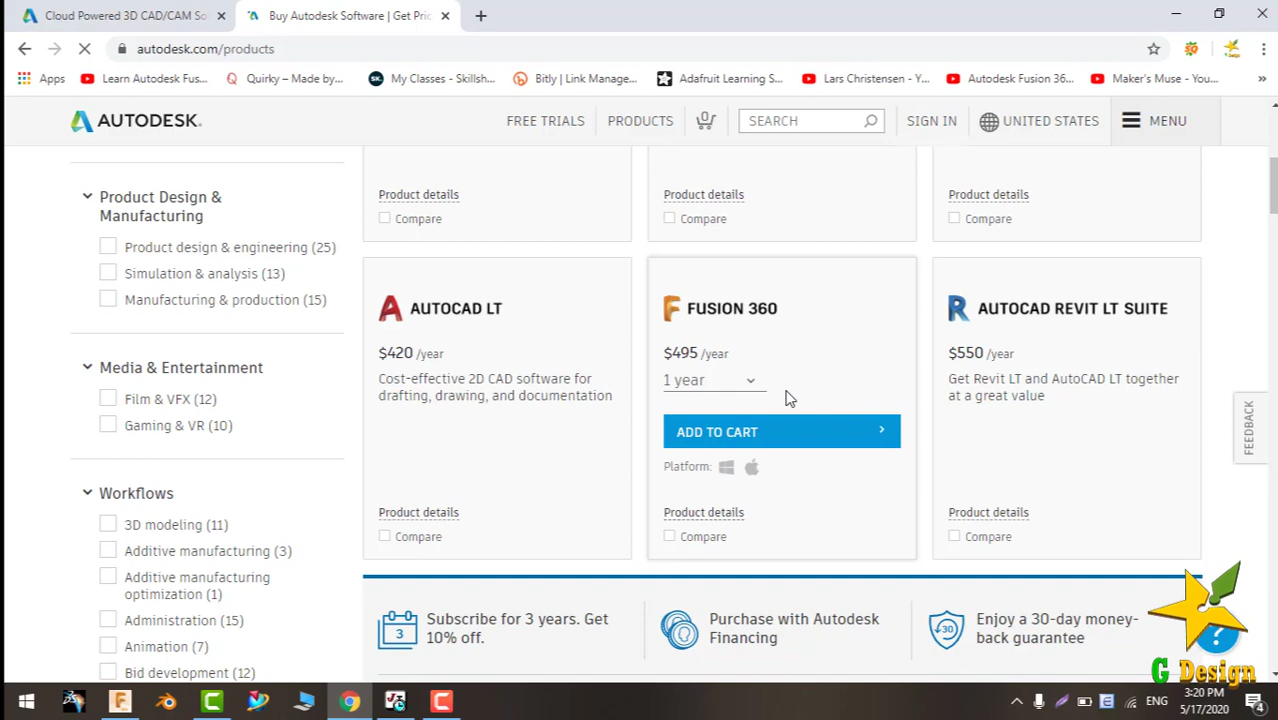 Cloud Powered 3D CAD/CAM So
Buy Autodesk Software | Get Pric
autodesk.com/products
Apps
Learn Autodesk Fus...
Quirky – Made by...
My Classes - Skillsh...
Bitly | Link Manage...
Adafruit Learning S...
Lars Christensen - Y...
Autodesk Fusion 36...
Maker's Muse - You...
»
AUTODESK.
FREE TRIALS
PRODUCTS
0
SEARCH
SIGN IN
UNITED STATES
MENU
Product Design &
Manufacturing
Product design & engineering (25)
Simulation & analysis (13)
Manufacturing & production (15)
Media & Entertainment
Film & VFX (12)
Gaming & VR (10)
Workflows
3D modeling (11)
Additive manufacturing (3)
Additive manufacturing
optimization (1)
Administration (15)
Animation (7)
Bid development (12)
Product details
Compare
Product details
Compare
Product details
Compare
AUTOCAD LT
$420 /year
Cost-effective 2D CAD software for
drafting, drawing, and documentation
Product details
Compare
FUSION 360
$495 /year
1 year
ADD TO CART
Platform:
Product details
Compare
AUTOCAD REVIT LT SUITE
$550 /year
Get Revit LT and AutoCAD LT together
at a great value
Product details
Compare
FEEDBACK
3
Subscribe for 3 years. Get
10% off.
Purchase with Autodesk
Financing
30
Enjoy a 30-day money-
back guarantee
?
G Design
ENG
3:20 PM
5/17/2020
4